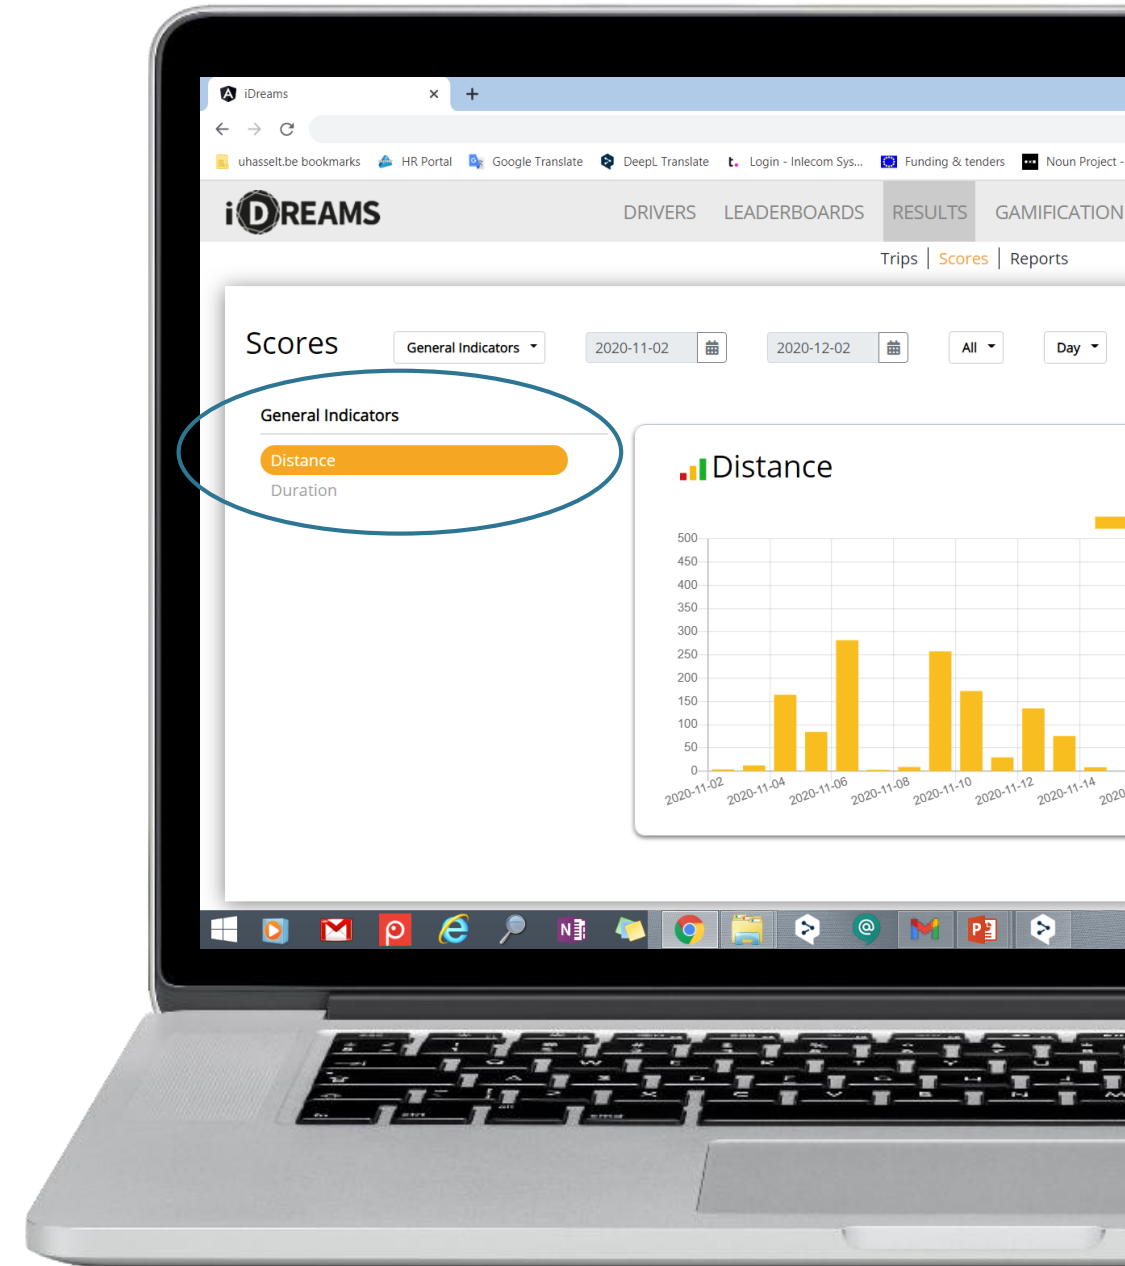 iDreams
uhasselt.be bookmarks HR Portal Google Translate DeepL Translate Login - Inlecom Sys... Funding & tenders Noun Project -
iDREAMS DRIVERS LEADERBOARDS RESULTS GAMIFICATION
Trips | Scores | Reports
Scores General Indicators 2020-11-02 2020-12-02 All Day
General Indicators
Distance
Duration
Distance
500
450
400
350
300
250
200
150
100
50
0
2020-11-02 2020-11-04 2020-11-06 2020-11-08 2020-11-10 2020-11-12 2020-11-14